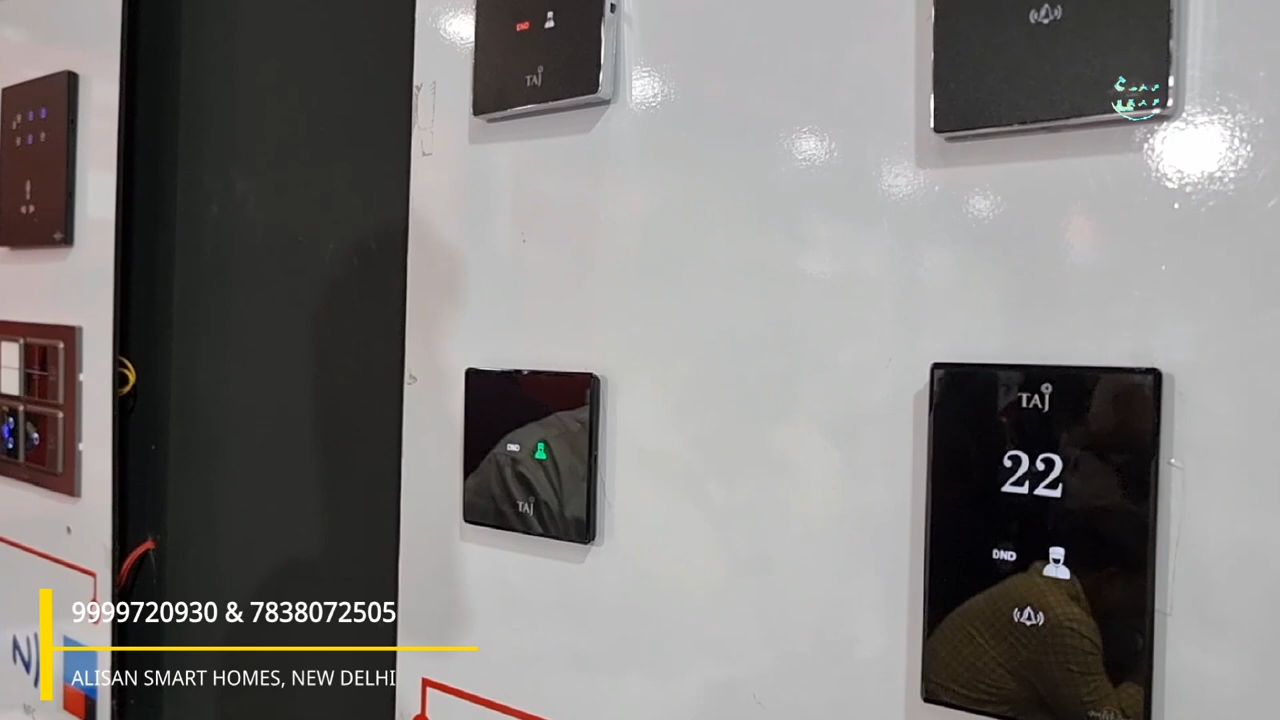 DND
TAJ
DND
TAJ
TAJ
22
DND
9999720930 & 7838072505
ALISAN SMART HOMES, NEW DELHI
N)